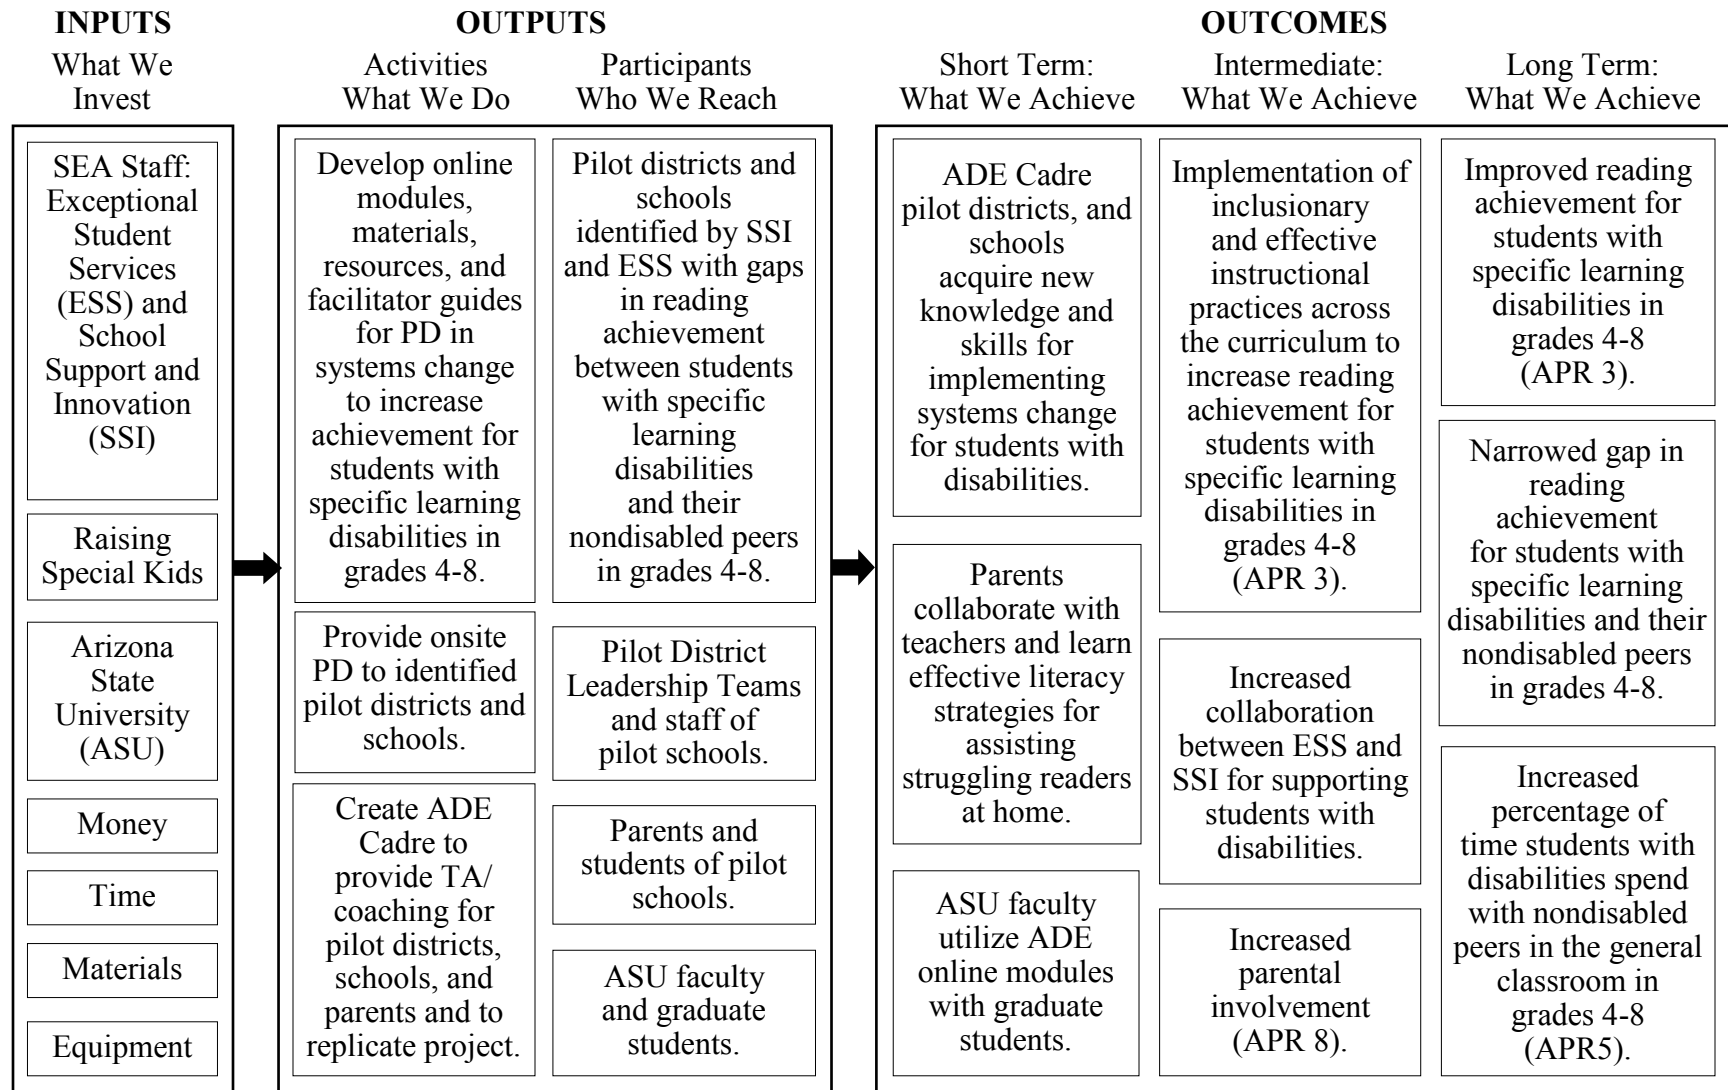 INPUTS
What We
Invest
SEA Staff:
Exceptional
Student
Services
(ESS) and
School
Support and
Innovation
(SSI)
Raising
Special Kids
Arizona
State
University
(ASU)
Money
Time
Materials
Equipment
OUTPUTS
Activities
What We Do
Develop online
modules,
materials,
resources, and
facilitator guides
for PD in
systems change
to increase
achievement for
students with
specific learning
disabilities in
grades 4-8.
Provide onsite
PD to identified
pilot districts and
schools.
Create ADE
Cadre to
provide TA/
coaching for
pilot districts,
schools, and
parents and to
replicate project.
Participants
Who We Reach
Pilot districts and
schools
identified by SSI
and ESS with gaps
in reading
achievement
between students
with specific
learning
disabilities
and their
nondisabled peers
in grades 4-8.
Pilot District
Leadership Teams
and staff of
pilot schools.
Parents and
students of pilot
schools.
ASU faculty
and graduate
students.
OUTCOMES
Short Term:
What We Achieve
ADE Cadre
pilot districts, and
schools
acquire new
knowledge and
skills for
implementing
systems change
for students with
disabilities.
Parents
collaborate with
teachers and learn
effective literacy
strategies for
assisting
struggling readers
at home.
ASU faculty
utilize ADE
online modules
with graduate
students.
Intermediate:
What We Achieve
Implementation of
inclusionary
and effective
instructional
practices across
the curriculum to
increase reading
achievement for
students with
specific learning
disabilities in
grades 4-8
(APR 3).
Increased
collaboration
between ESS and
SSI for supporting
students with
disabilities.
Increased
parental
involvement
(APR 8).
Long Term:
What We Achieve
Improved reading
achievement for
students with
specific learning
disabilities in
grades 4-8
(APR 3).
Narrowed gap in
reading
achievement
for students with
specific learning
disabilities and their
nondisabled peers
in grades 4-8.
Increased
percentage of
time students with
disabilities spend
with nondisabled
peers in the general
classroom in
grades 4-8
(APR5).